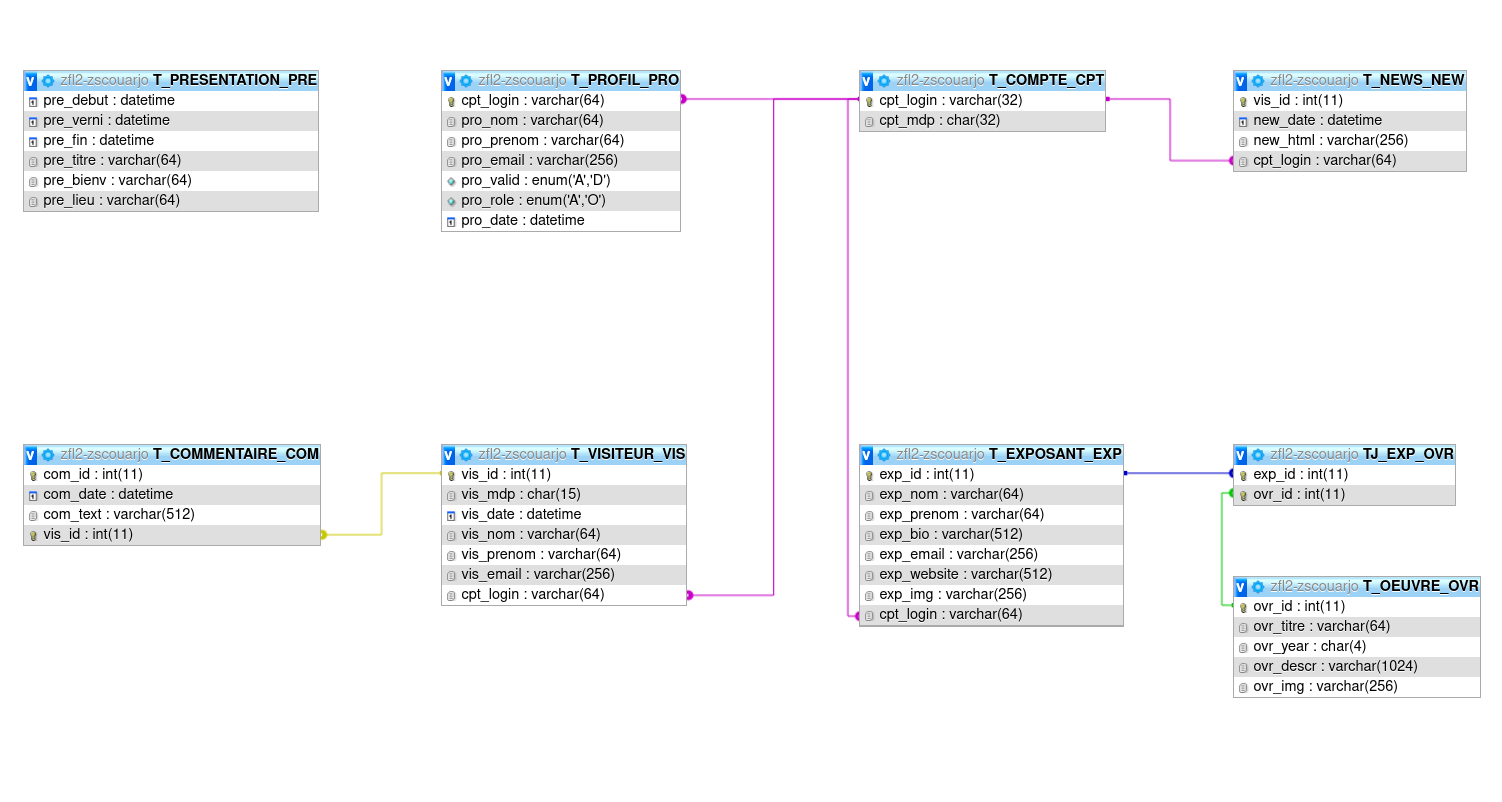 zfl2-zscouarjo T_PRESENTATION_PRE
pre_debut : datetime
pre_verni : datetime
pre_fin : datetime
pre_titre : varchar(64)
pre_bienv : varchar(64)
pre_lieu : varchar(64)
zfl2-zscouarjo T_PROFIL_PRO
cpt_login : varchar(64)
pro_nom : varchar(64)
pro_prenom : varchar(64)
pro_email : varchar(256)
pro_valid : enum('A','D')
pro_role : enum('A','O')
pro_date : datetime
zfl2-zscouarjo T_COMPTE_CPT
cpt_login : varchar(32)
cpt_mdp : char(32)
zfl2-zscouarjo T_NEWS_NEW
vis_id : int(11)
new_date : datetime
new_html : varchar(256)
cpt_login : varchar(64)
zfl2-zscouarjo T_COMMENTAIRE_COM
com_id : int(11)
com_date : datetime
com_text : varchar(512)
vis_id : int(11)
zfl2-zscouarjo T_VISITEUR_VIS
vis_id : int(11)
vis_mdp : char(15)
vis_date : datetime
vis_nom : varchar(64)
vis_prenom : varchar(64)
vis_email : varchar(256)
cpt_login : varchar(64)
zfl2-zscouarjo T_EXPOSANT_EXP
exp_id : int(11)
exp_nom : varchar(64)
exp_prenom : varchar(64)
exp_bio : varchar(512)
exp_email : varchar(256)
exp_website : varchar(512)
exp_img : varchar(256)
cpt_login : varchar(64)
zfl2-zscouarjo TJ_EXP_OVR
exp_id : int(11)
ovr_id : int(11)
zfl2-zscouarjo T_OEUVRE_OVR
ovr_id : int(11)
ovr_titre : varchar(64)
ovr_year : char(4)
ovr_descr : varchar(1024)
ovr_img : varchar(256)